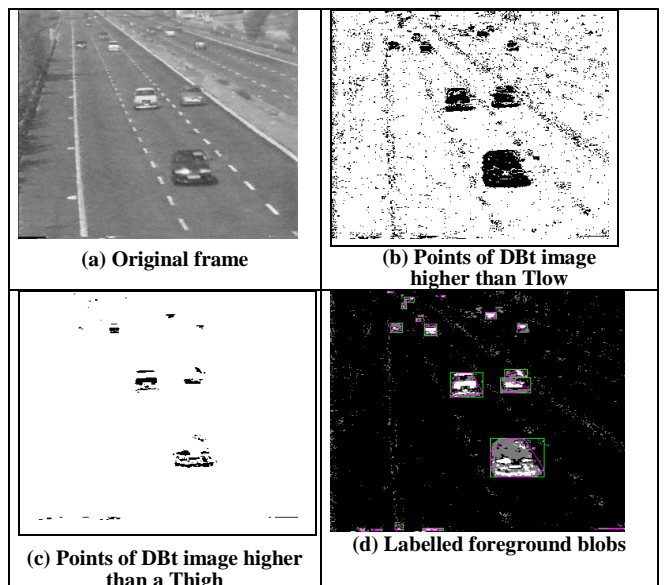 (a) Original frame
(b) Points of DBt image
higher than Tlow
(c) Points of DBt image higher
than a Thigh
(d) Labelled foreground blobs